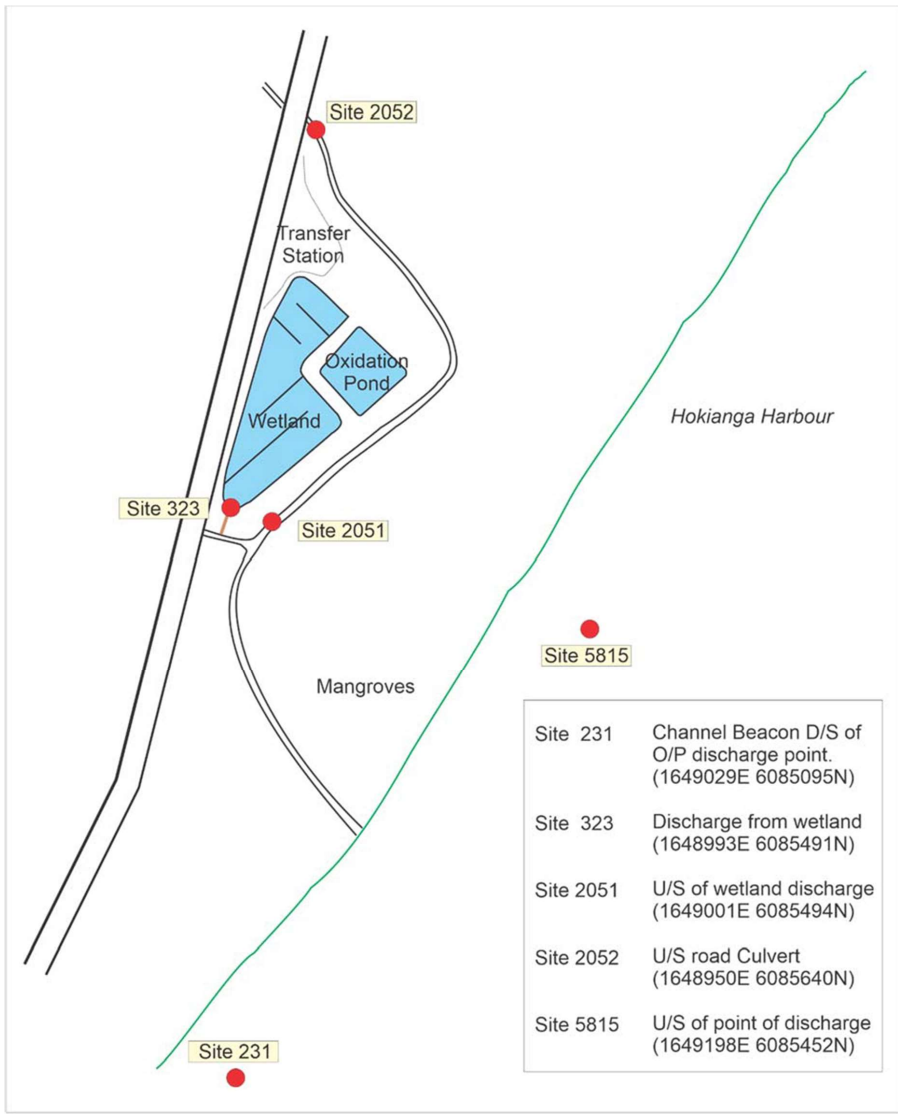 Site 2052
Transfer
Station
Oxidation
Pond
Hokianga Harbour
Wetland
Site 323
Site 2051
Site 5815
Mangroves
Site 231 Channel Beacon D/S of
O/P discharge point.
(1649029E 6085095N)
Site 323 Discharge from wetland
(1648993E 6085491N)
Site 2051 U/S of wetland discharge
(1649001E 6085494N)
Site 2052 U/S road Culvert
(1648950E 6085640N)
Site 5815 U/S of point of discharge
(1649198E 6085452N)
Site 231